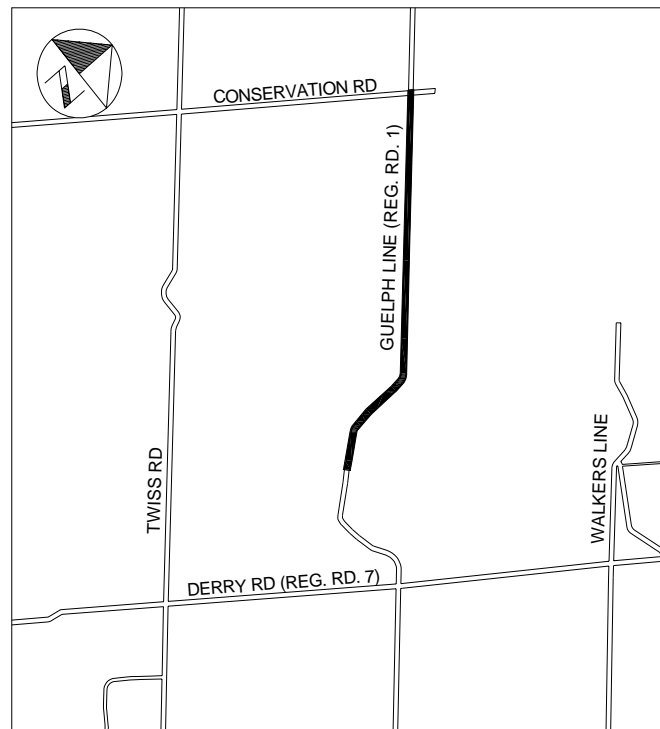 CONSERVATION RD
GUELPH LINE (REG. RD. 1)
TWISS RD
WALKERS LINE
DERRY RD (REG. RD. 7)